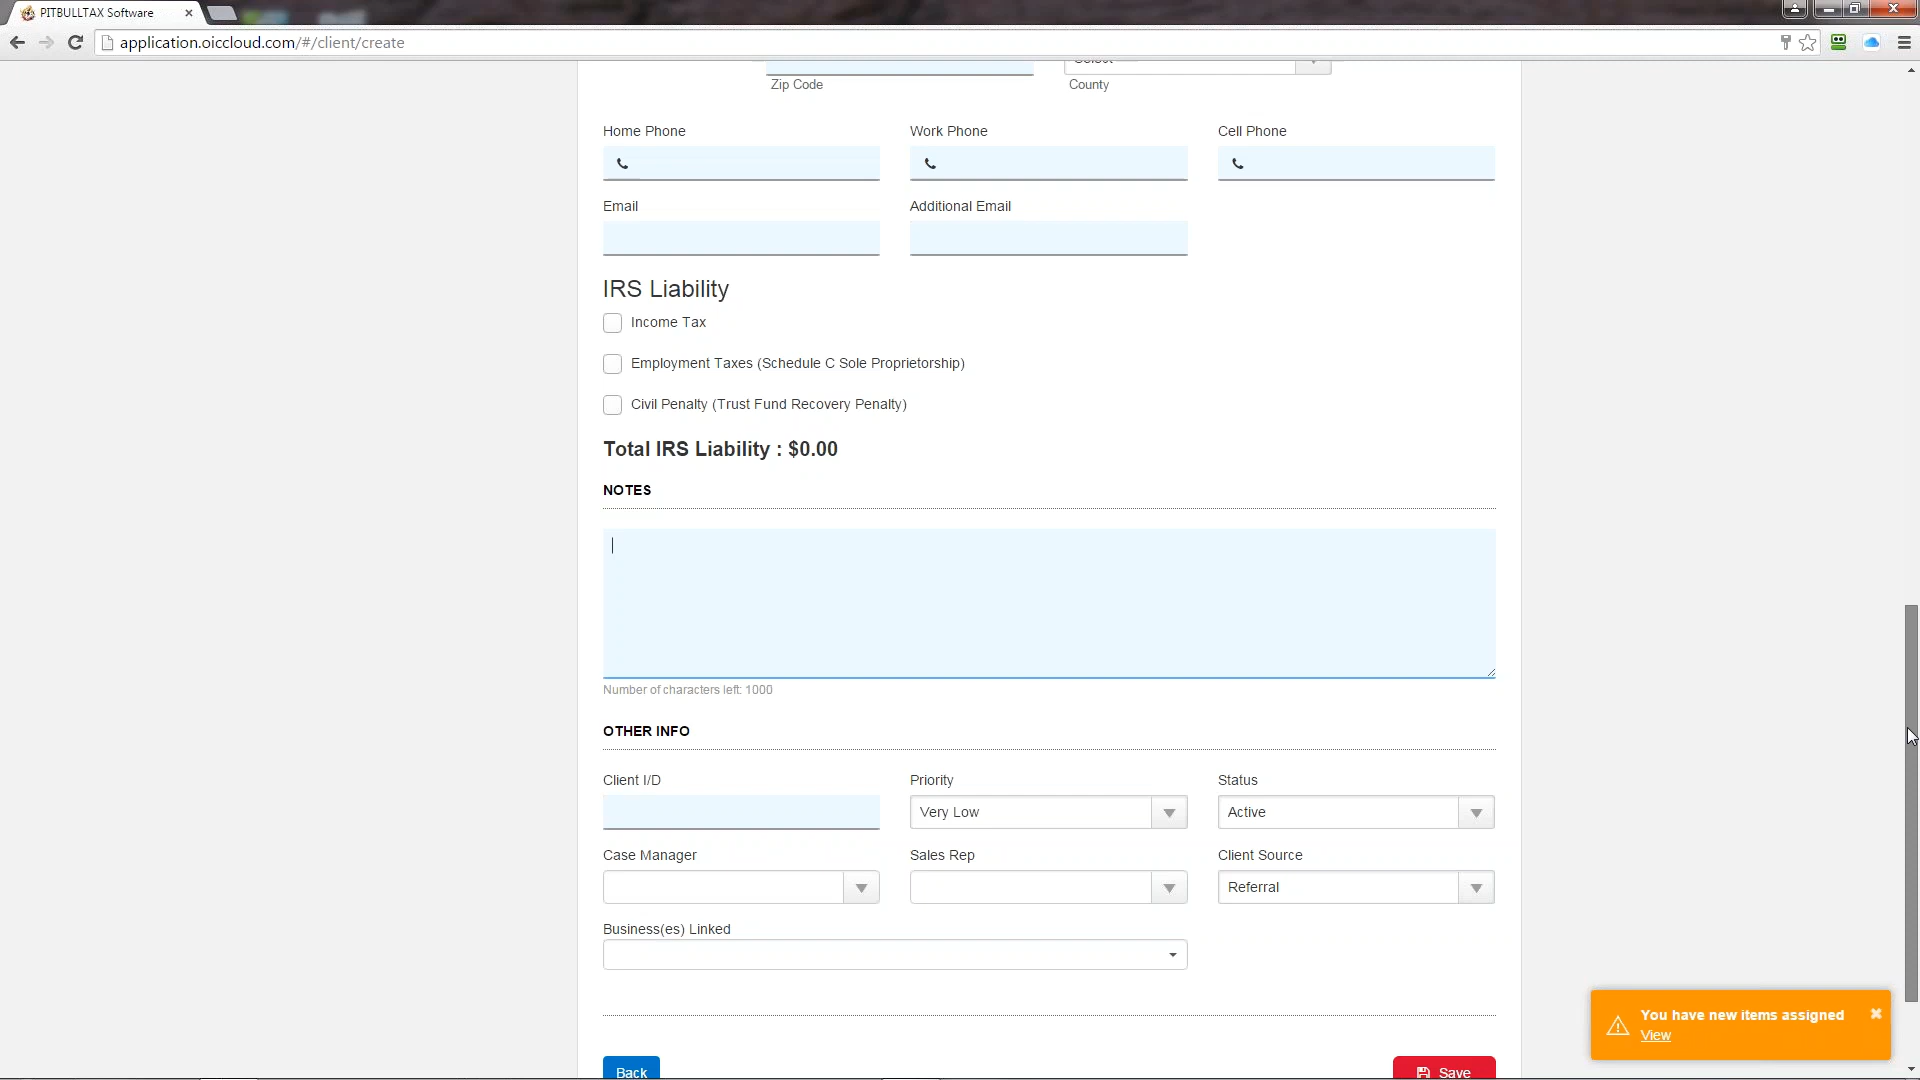 PITBULLTAX Software
application.oiccloud.com/#/client/create
Zip Code
County
Home Phone
Work Phone
Cell Phone
Email
Additional Email
IRS Liability
Income Tax
Employment Taxes (Schedule C Sole Proprietorship)
Civil Penalty (Trust Fund Recovery Penalty)
Total IRS Liability : $0.00
NOTES
Number of characters left: 1000
OTHER INFO
Client I/D
Priority
Status
Very Low
Active
Case Manager
Sales Rep
Client Source
Referral
Business(es) Linked
You have new items assigned
View
Back
Save